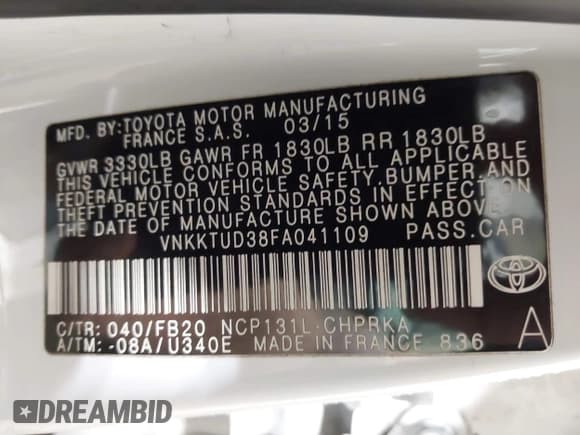 MFD. BY: TOYOTA MOTOR MANUFACTURING
FRANCE S.A.S. 03/15
GVWR 3330LB GAWR FR 1830LB RR 1830LB
THIS VEHICLE CONFORMS TO ALL APPLICABLE
FEDERAL MOTOR VEHICLE SAFETY, BUMPER, AND
THEFT PREVENTION STANDARDS IN EFFECT ON
THE DATE OF MANUFACTURE SHOWN ABOVE.
VNKKTUD38FA041109 PASS.CAR
C/TR: 040/FB20 NCP131L-CHPRKA
A/TM: -08A/U340E MADE IN FRANCE 836
A
DREAMBID